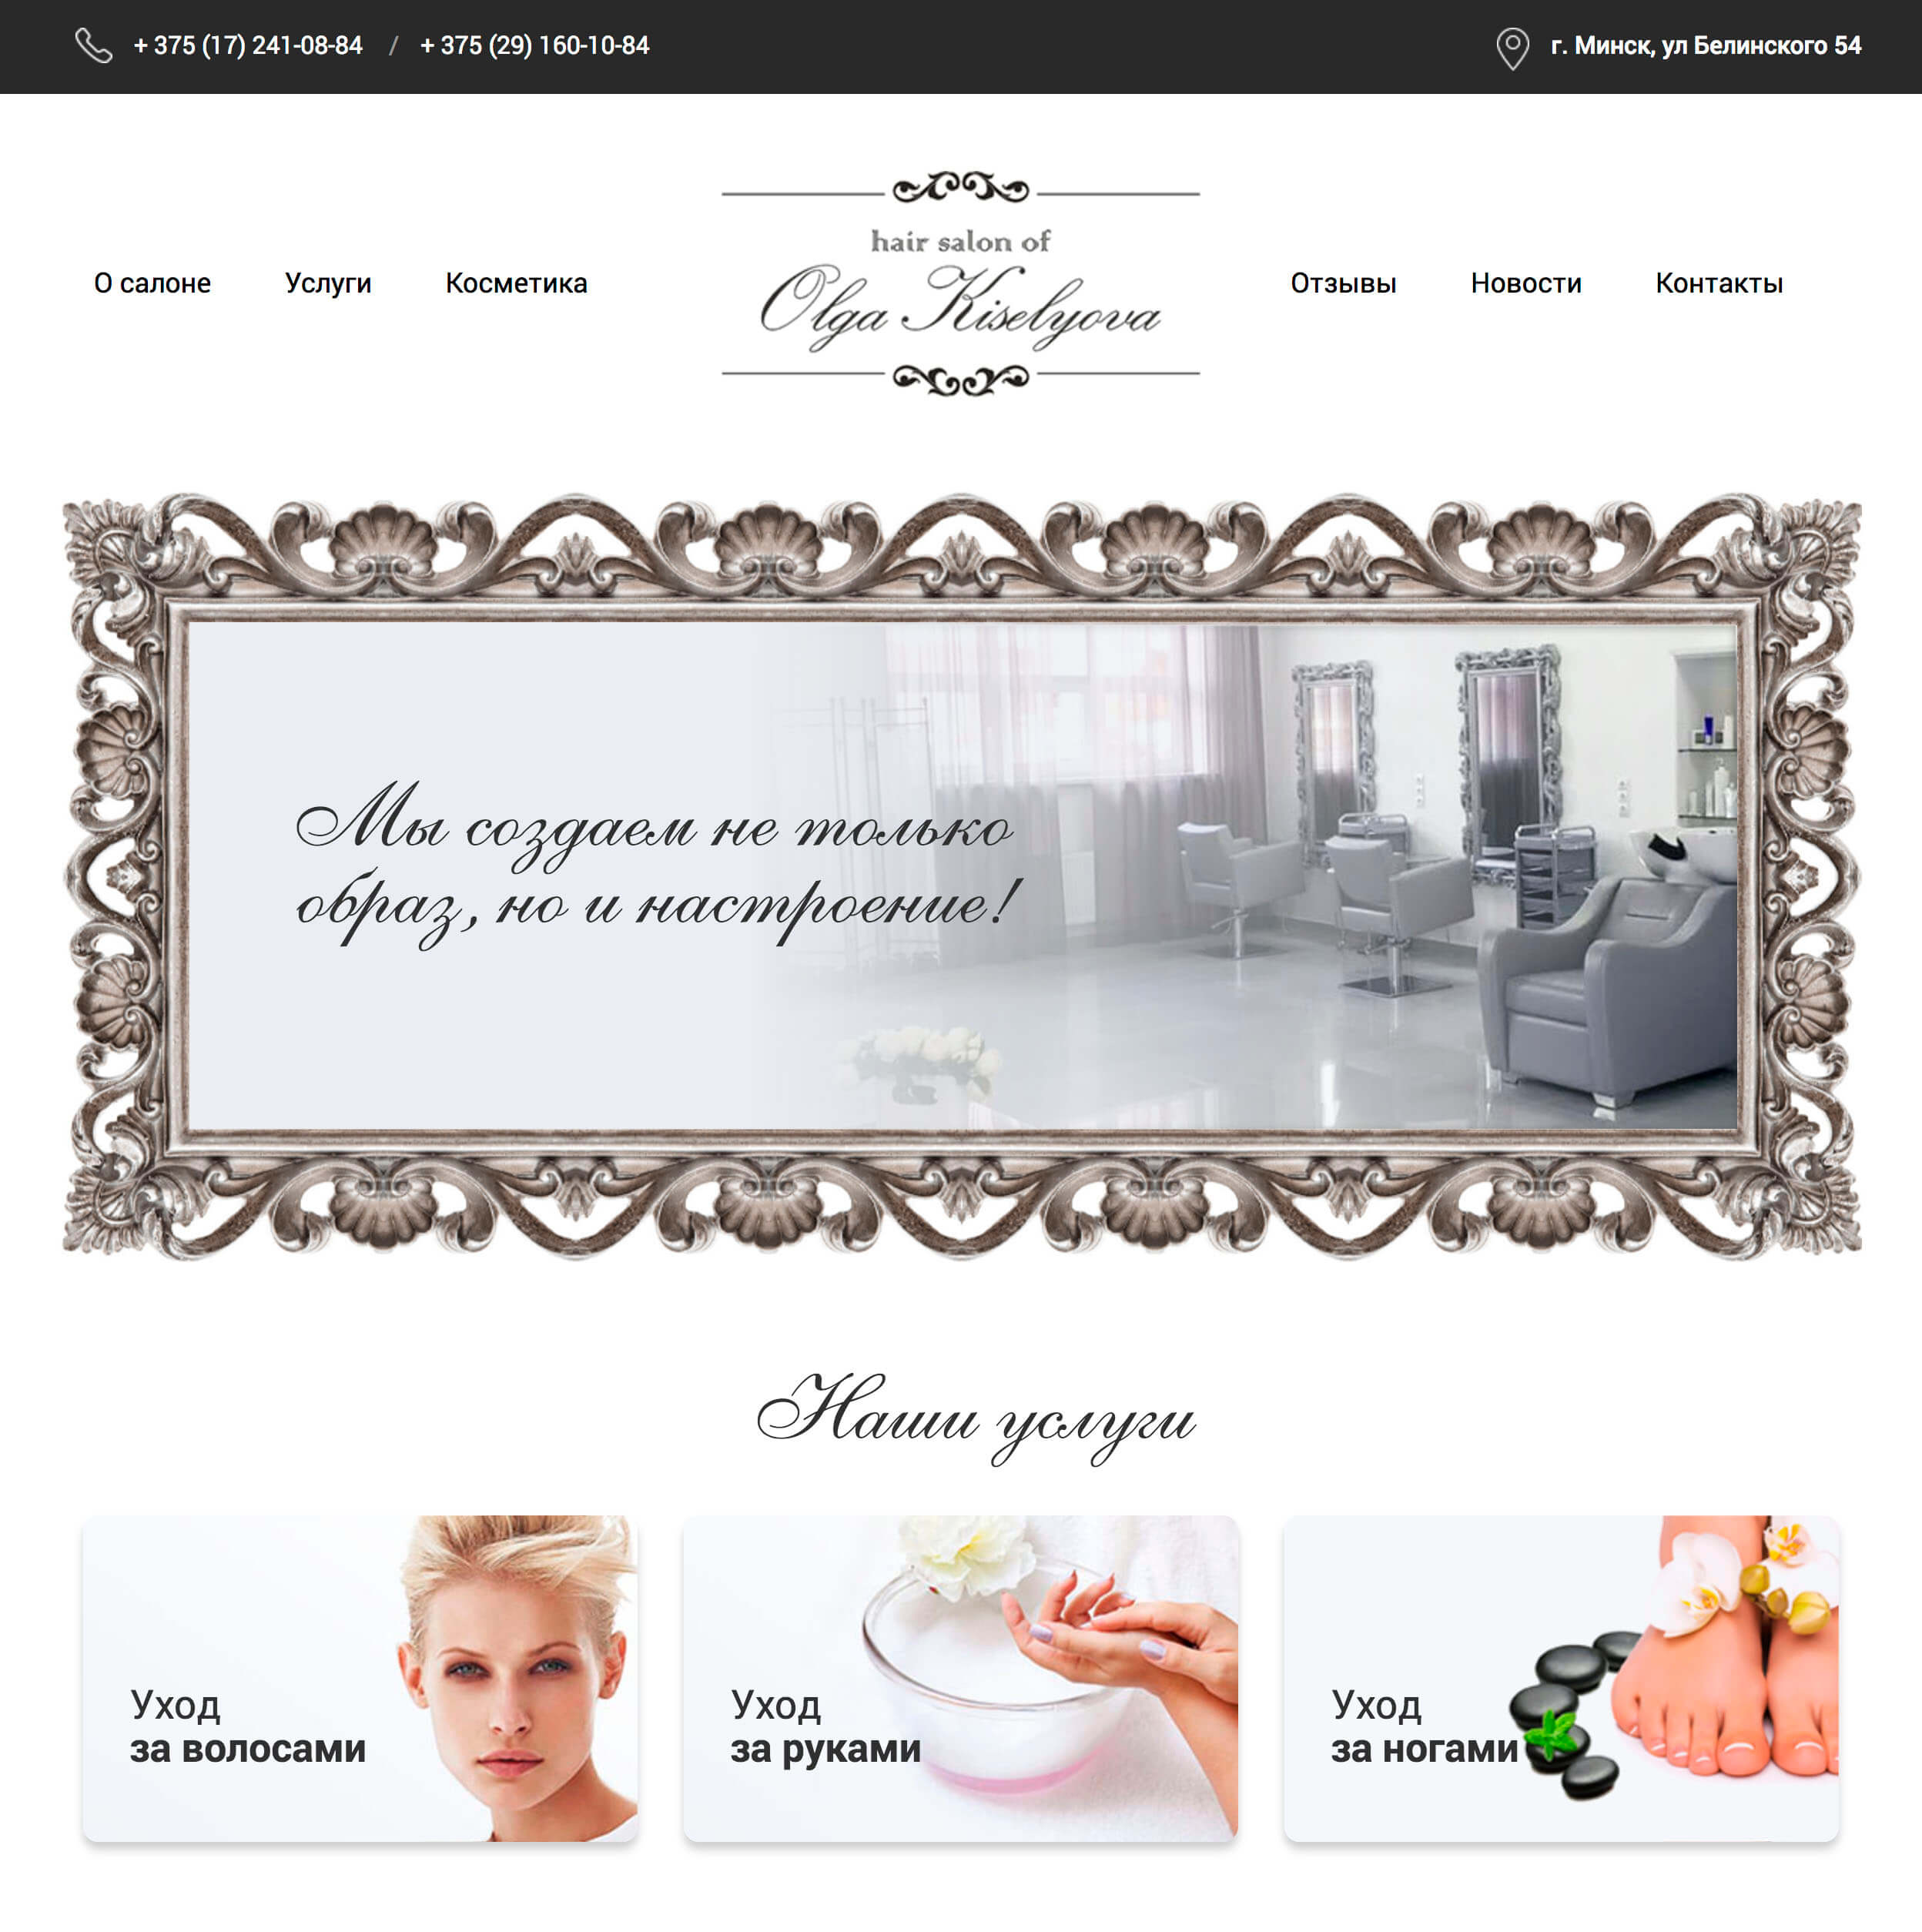 + 375 (17) 241-08-84 / + 375 (29) 160-10-84
г. Минск, ул Белинского 54
О салоне
Услуги
Косметика
hair salon of
Olga Kiselyova
Отзывы
Новости
Контакты
Мы создаем не только
образ, но и настроение!
Наши услуги
Уход
за волосами
Уход
за руками
Уход
за ногами